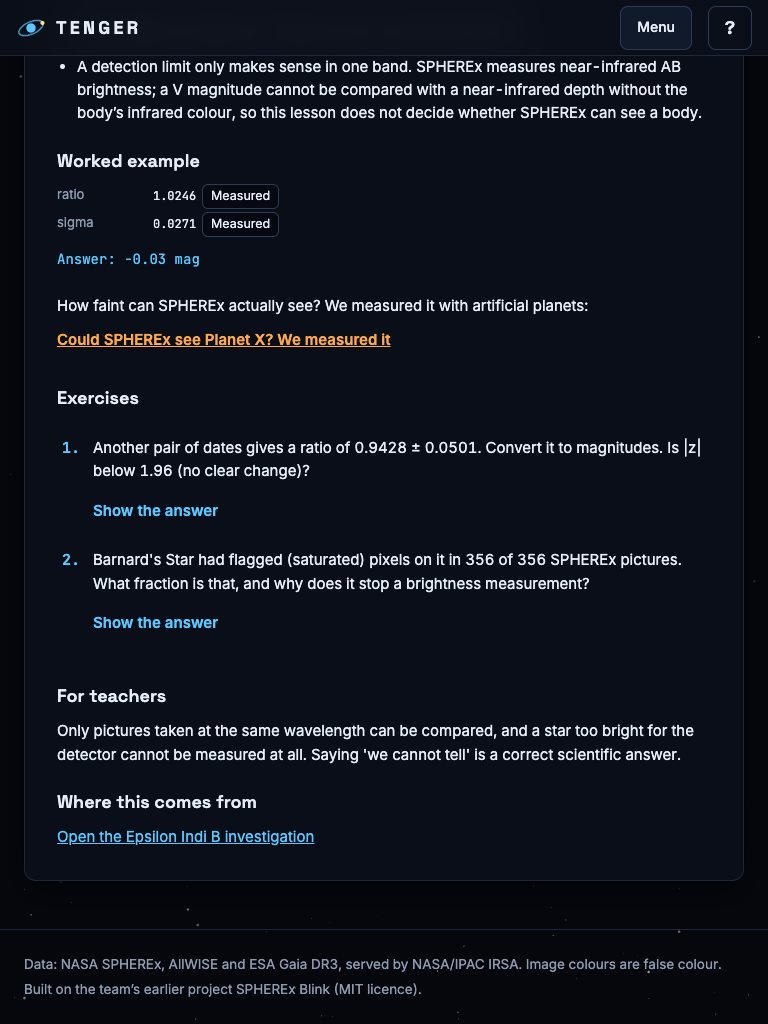 TENGER
Menu
?
• A detection limit only makes sense in one band. SPHEREx measures near-infrared AB
brightness; a V magnitude cannot be compared with a near-infrared depth without the
body’s infrared colour, so this lesson does not decide whether SPHEREx can see a body.
Worked example
ratio 1.0246 Measured
sigma 0.0271 Measured
Answer: -0.03 mag
How faint can SPHEREx actually see? We measured it with artificial planets:
Could SPHEREx see Planet X? We measured it
Exercises
1. Another pair of dates gives a ratio of 0.9428 ± 0.0501. Convert it to magnitudes. Is |z|
below 1.96 (no clear change)?
Show the answer
2. Barnard's Star had flagged (saturated) pixels on it in 356 of 356 SPHEREx pictures.
What fraction is that, and why does it stop a brightness measurement?
Show the answer
For teachers
Only pictures taken at the same wavelength can be compared, and a star too bright for the
detector cannot be measured at all. Saying 'we cannot tell' is a correct scientific answer.
Where this comes from
Open the Epsilon Indi B investigation
Data: NASA SPHEREx, AllWISE and ESA Gaia DR3, served by NASA/IPAC IRSA. Image colours are false colour.
Built on the team’s earlier project SPHEREx Blink (MIT licence).